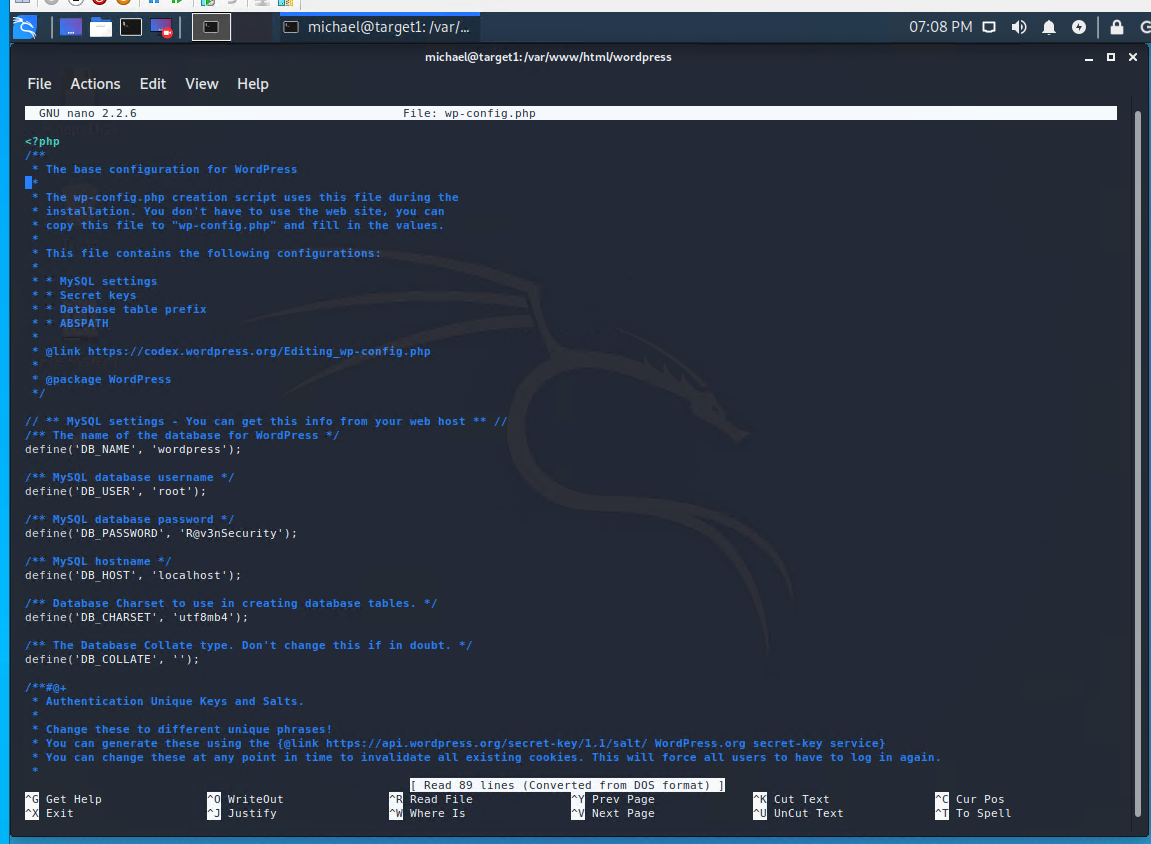 michael@target1: /var/...
07:08 PM
michael@target1:/var/www/html/wordpress
File Actions Edit View Help
GNU nano 2.2.6 File: wp-config.php
<?php
/**
 * The base configuration for WordPress
 *
 * The wp-config.php creation script uses this file during the
 * installation. You don't have to use the web site, you can
 * copy this file to "wp-config.php" and fill in the values.
 *
 * This file contains the following configurations:
 *
 * * MySQL settings
 * * Secret keys
 * * Database table prefix
 * * ABSPATH
 *
 * @link https://codex.wordpress.org/Editing_wp-config.php
 *
 * @package WordPress
 */
// ** MySQL settings - You can get this info from your web host ** //
/** The name of the database for WordPress */
define('DB_NAME', 'wordpress');
/** MySQL database username */
define('DB_USER', 'root');
/** MySQL database password */
define('DB_PASSWORD', 'R@v3nSecurity');
/** MySQL hostname */
define('DB_HOST', 'localhost');
/** Database Charset to use in creating database tables. */
define('DB_CHARSET', 'utf8mb4');
/** The Database Collate type. Don't change this if in doubt. */
define('DB_COLLATE', '');
/**#@+
 * Authentication Unique Keys and Salts.
 *
 * Change these to different unique phrases!
 * You can generate these using the {@link https://api.wordpress.org/secret-key/1.1/salt/ WordPress.org secret-key service}
 * You can change these at any point in time to invalidate all existing cookies. This will force all users to have to log in again.
 *
[ Read 89 lines (Converted from DOS format) ]
^G Get Help ^O WriteOut ^R Read File ^Y Prev Page ^K Cut Text ^C Cur Pos
^X Exit ^J Justify ^W Where Is ^V Next Page ^U UnCut Text ^T To Spell